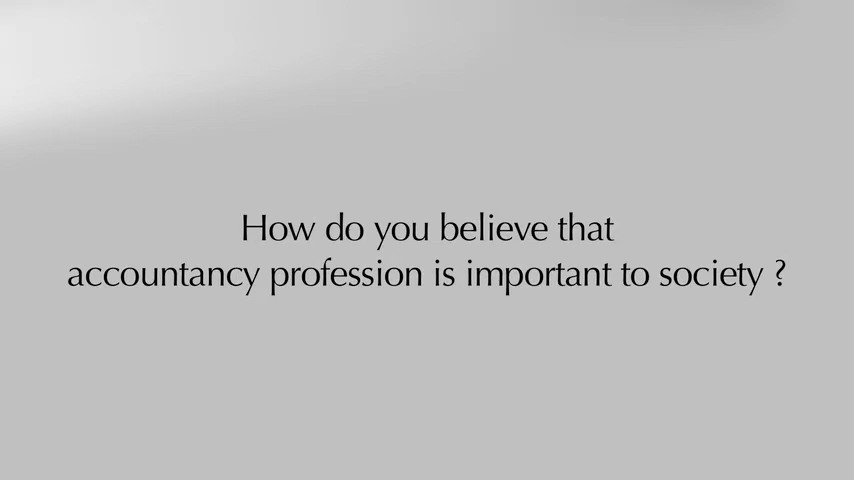 How do you believe that
accountancy profession is important to society ?